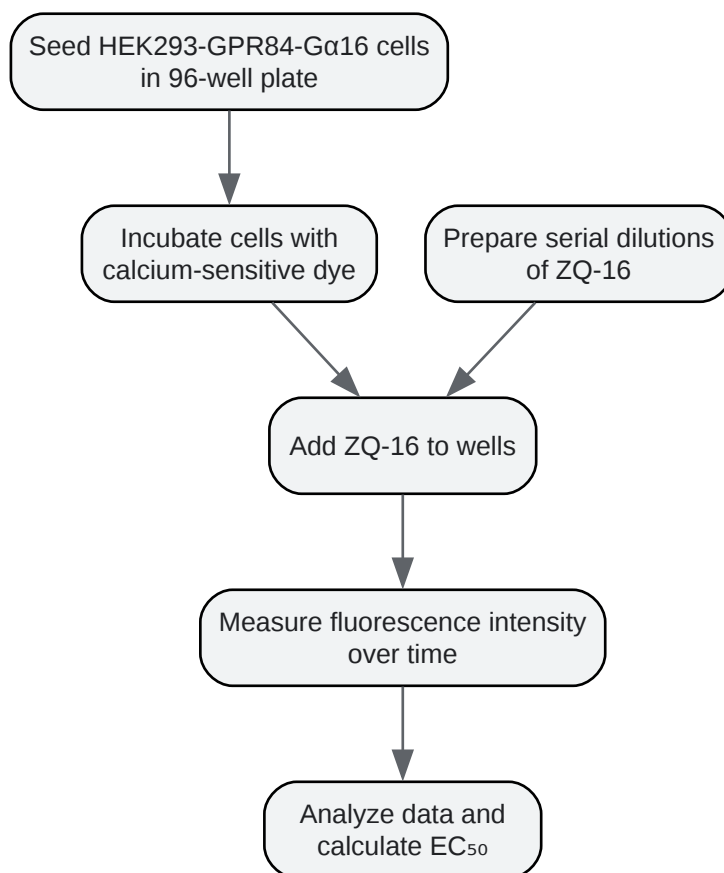 Seed HEK293-GPR84-Gα16 cells
in 96-well plate
Incubate cells with
calcium-sensitive dye
Prepare serial dilutions
of ZQ-16
Add ZQ-16 to wells
Measure fluorescence intensity
over time
Analyze data and
calculate EC₅₀